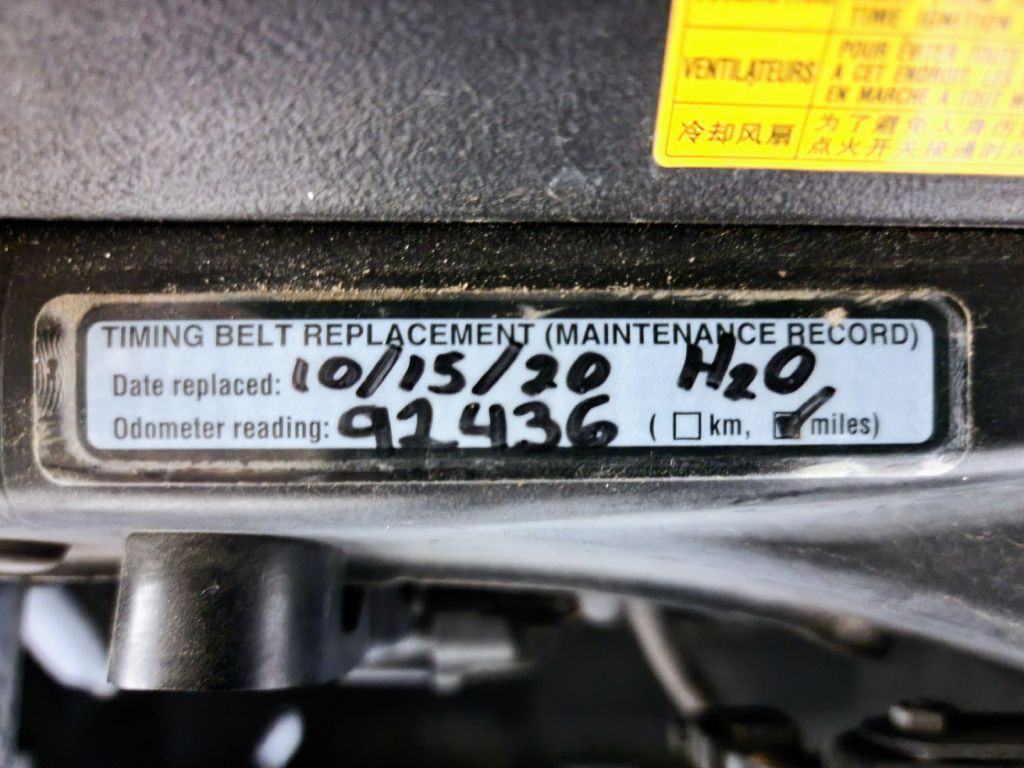 TIME IGNITION
VENTILATEURS
POUR ÉVITER TOUTE
À CET ENDROIT, LES
EN MARCHE À TOUT M
冷却风扇
为了避免人身伤
点火开关接通时风
TIMING BELT REPLACEMENT (MAINTENANCE RECORD)
Date replaced: 10/15/20 H2O
Odometer reading: 92436 ( km, miles)